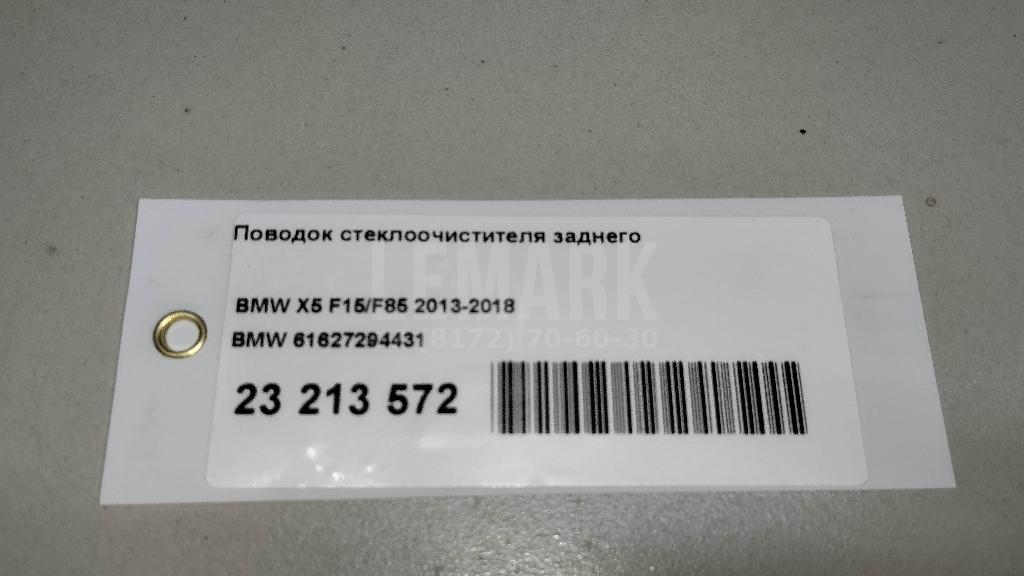 Поводок стеклоочистителя заднего
LEMARK
BMW X5 F15/F85 2013-2018
BMW 61627294431
(8172) 70-60-30
23 213 572